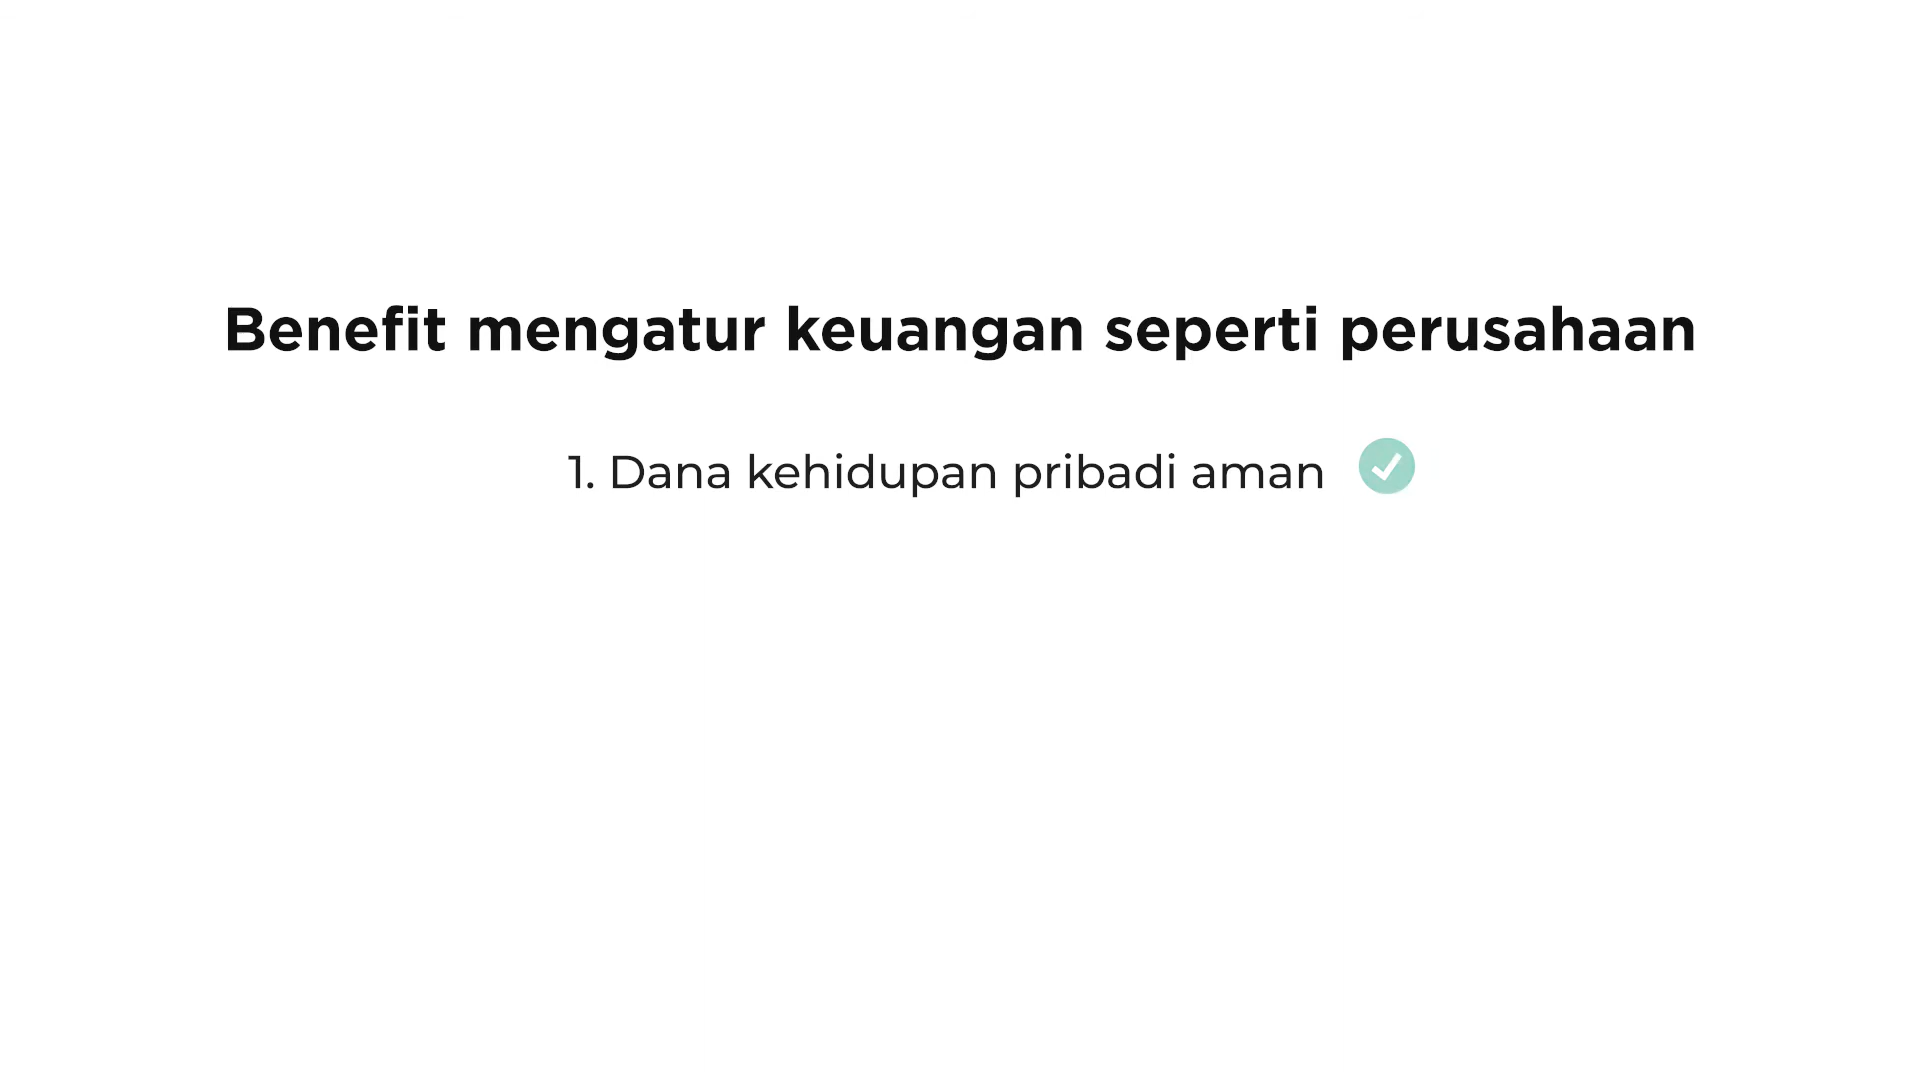 Benefit mengatur keuangan seperti perusahaan
1. Dana kehidupan pribadi aman